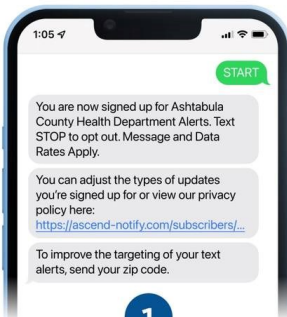 1:05
START
You are now signed up for Ashtabula
County Health Department Alerts. Text
STOP to opt out. Message and Data
Rates Apply.
You can adjust the types of updates
you're signed up for or view our privacy
policy here:
https://ascend-notify.com/subscribers/...
To improve the targeting of your text
alerts, send your zip code.
1